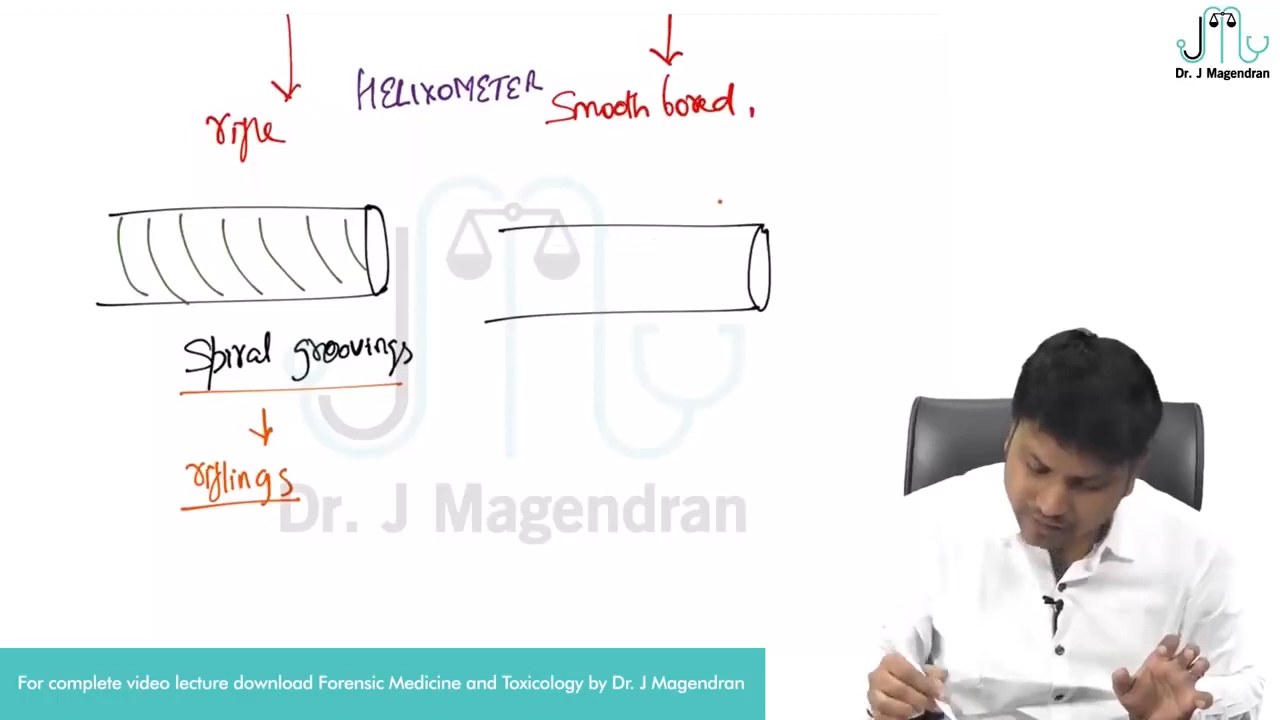 HELIXOMETER
rifle
Smooth bored.
Spiral groovings
riflings
Dr. J Magendran
Dr. J Magendran
For complete video lecture download Forensic Medicine and Toxicology by Dr. J Magendran